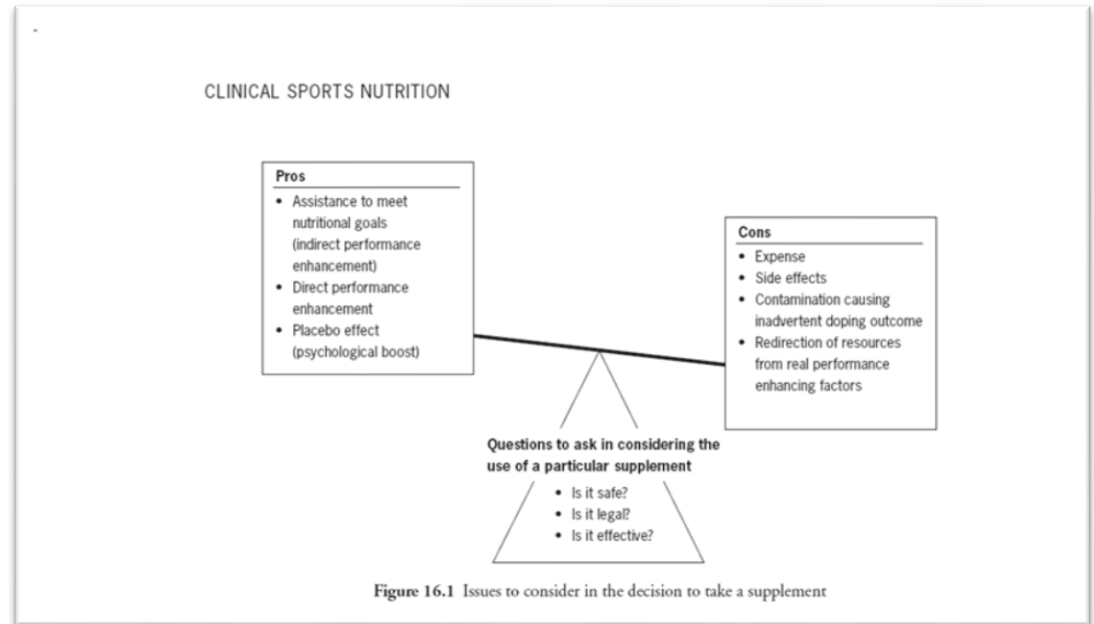 CLINICAL SPORTS NUTRITION
Pros
• Assistance to meet
nutritional goals
(indirect performance
enhancement)
• Direct performance
enhancement
• Placebo effect
(psychological boost)
Cons
• Expense
• Side effects
• Contamination causing
inadvertent doping outcome
• Redirection of resources
from real performance
enhancing factors
Questions to ask in considering the
use of a particular supplement
• Is it safe?
• Is it legal?
• Is it effective?
Figure 16.1 Issues to consider in the decision to take a supplement